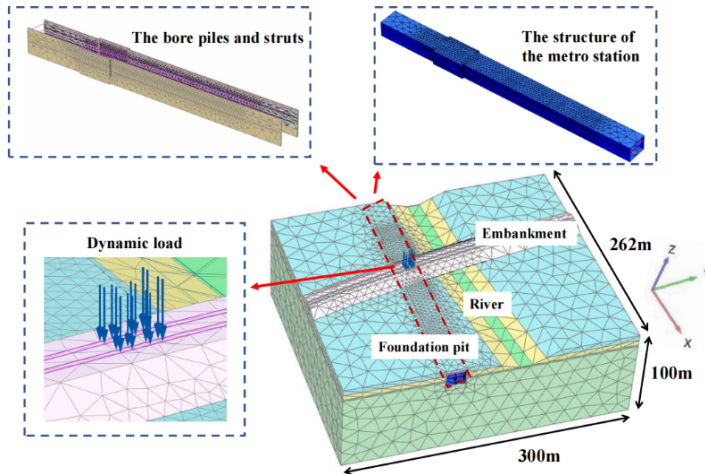 The bore piles and struts
The structure of
the metro station
Dynamic load
Embankment
262m
River
Foundation pit
100m
300m
z
x